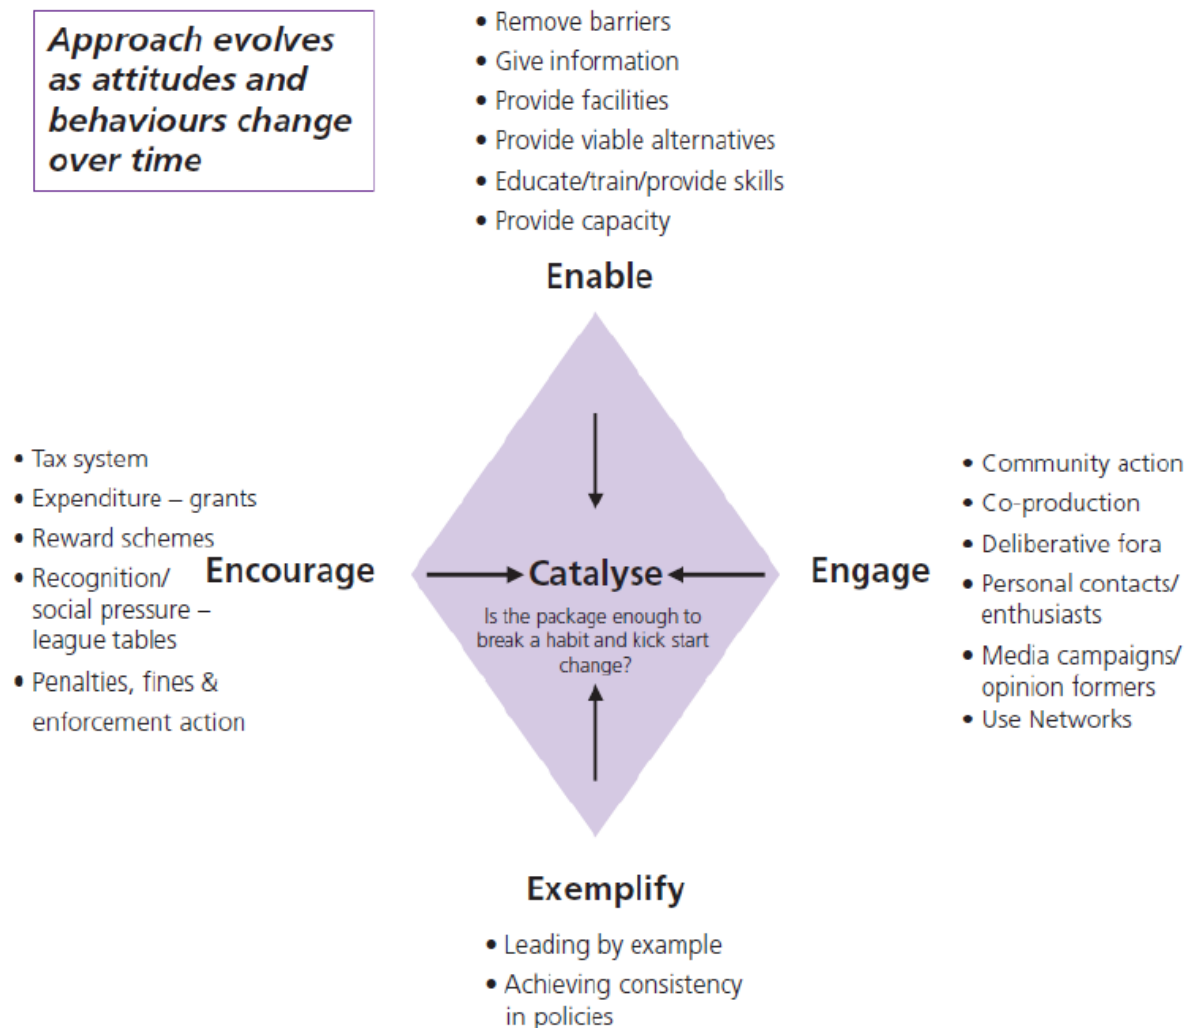 Approach evolves
as attitudes and
behaviours change
over time
• Remove barriers
• Give information
• Provide facilities
• Provide viable alternatives
• Educate/train/provide skills
• Provide capacity
Enable
• Tax system
• Expenditure – grants
• Reward schemes
• Recognition/
social pressure –
league tables
• Penalties, fines &
enforcement action
Encourage
Catalyse
Is the package enough to
break a habit and kick start
change?
Engage
• Community action
• Co-production
• Deliberative fora
• Personal contacts/
enthusiasts
• Media campaigns/
opinion formers
• Use Networks
Exemplify
• Leading by example
• Achieving consistency
in policies